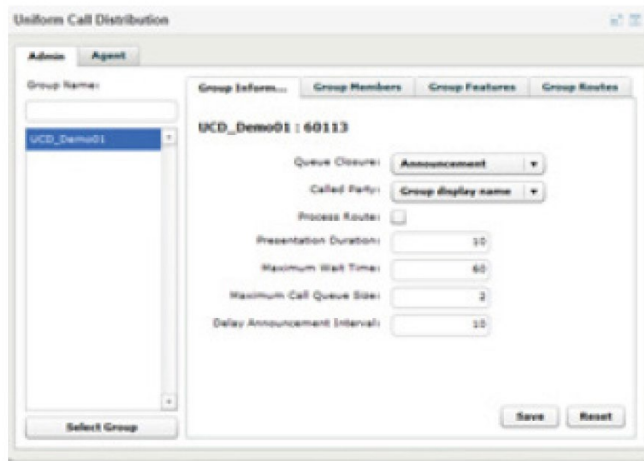 Uniform Call Distribution
Admin
Agent
Group Name:
UCD_Demo01
Select Group
Group Inform...
Group Members
Group Features
Group Routes
UCD_Demo01 : 60113
Queue Closure: Announcement
Called Party: Group display name
Process Route:
Presentation Duration: 10
Maximum Wait Time: 60
Maximum Call Queue Size: 2
Delay Announcement Interval: 10
Save
Reset